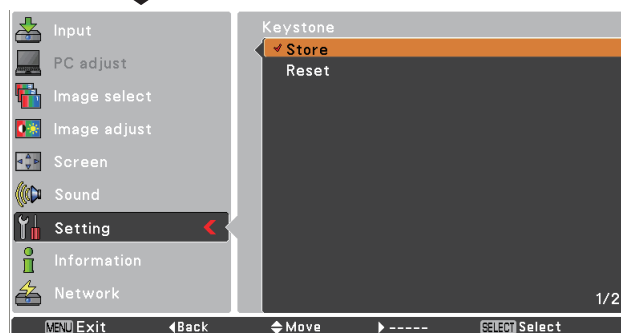 Input
PC adjust
Image select
Image adjust
Screen
Sound
Setting
Information
Network
Keystone
Store
Reset
1/2
MENU Exit ◀Back Move ▶----- SELECT Select